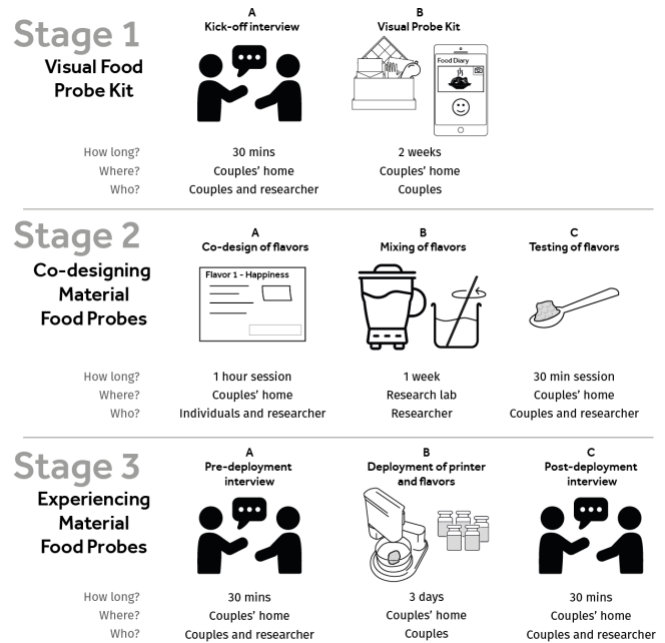 Stage 1
Visual Food
Probe Kit
A
Kick-off interview
B
Visual Probe Kit
Food Diary
How long?
30 mins
2 weeks
Where?
Couples' home
Couples' home
Who?
Couples and researcher
Couples
Stage 2
Co-designing
Material
Food Probes
A
Co-design of flavors
B
Mixing of flavors
C
Testing of flavors
Flavor 1 - Happiness
How long?
1 hour session
1 week
30 min session
Where?
Couples' home
Research lab
Couples' home
Who?
Individuals and researcher
Researcher
Couples and researcher
Stage 3
Experiencing
Material
Food Probes
A
Pre-deployment
interview
B
Deployment of printer
and flavors
C
Post-deployment
interview
How long?
30 mins
3 days
30 mins
Where?
Couples' home
Couples' home
Couples' home
Who?
Couples and researcher
Couples
Couples and researcher